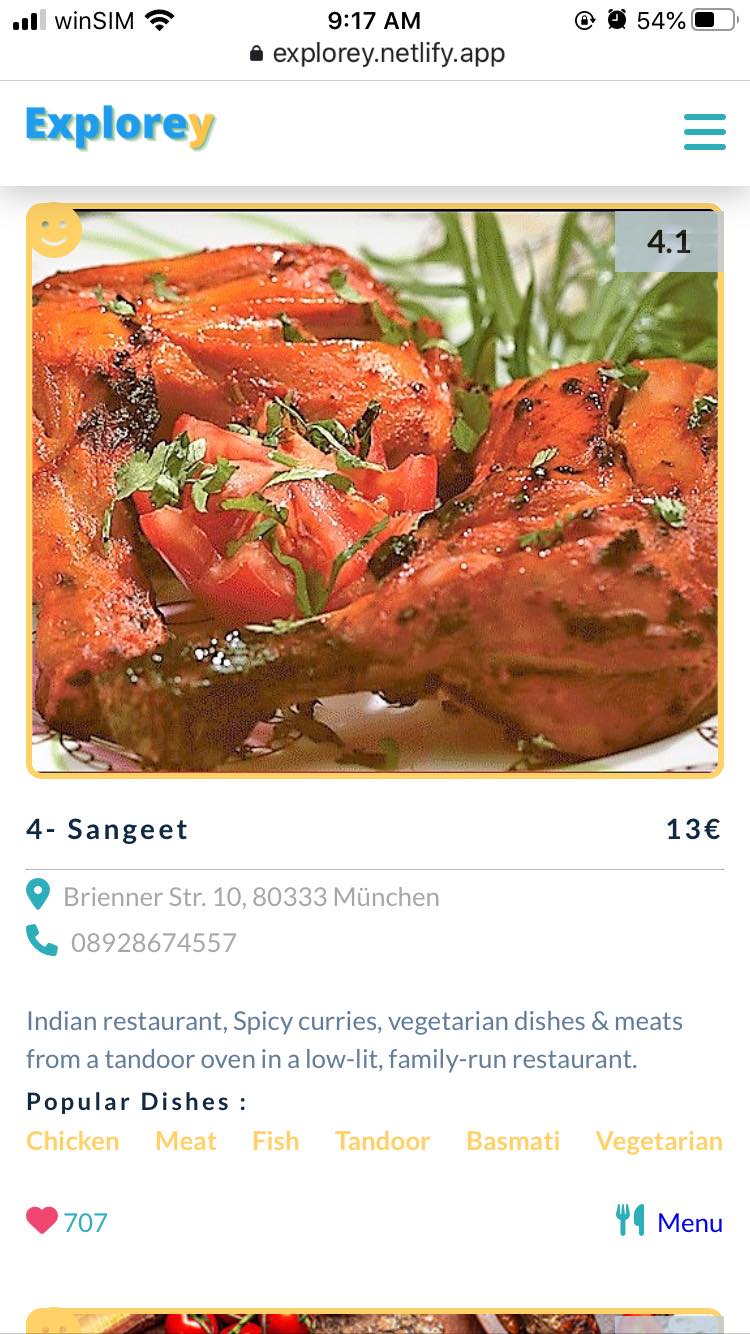 winSIM 9:17 AM 54%
explorey.netlify.app
Explorey
4.1
4- Sangeet 13€
Brienner Str. 10, 80333 München
08928674557
Indian restaurant, Spicy curries, vegetarian dishes & meats
from a tandoor oven in a low-lit, family-run restaurant.
Popular Dishes :
Chicken Meat Fish Tandoor Basmati Vegetarian
707 Menu